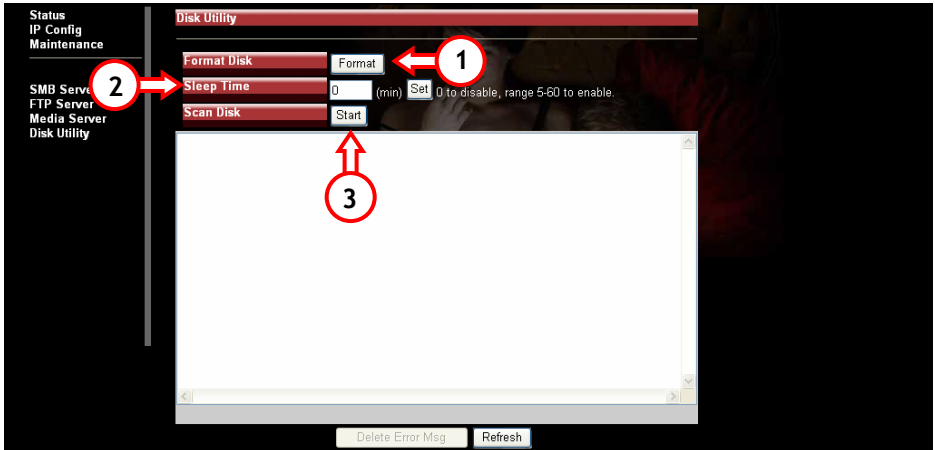 Status
IP Config
Maintenance
SMB Serve
FTP Server
Media Server
Disk Utility
Disk Utility
Format Disk Format 1
2 Sleep Time 0 (min) Set 0 to disable, range 5-60 to enable.
Scan Disk Start
3
Delete Error Msg Refresh